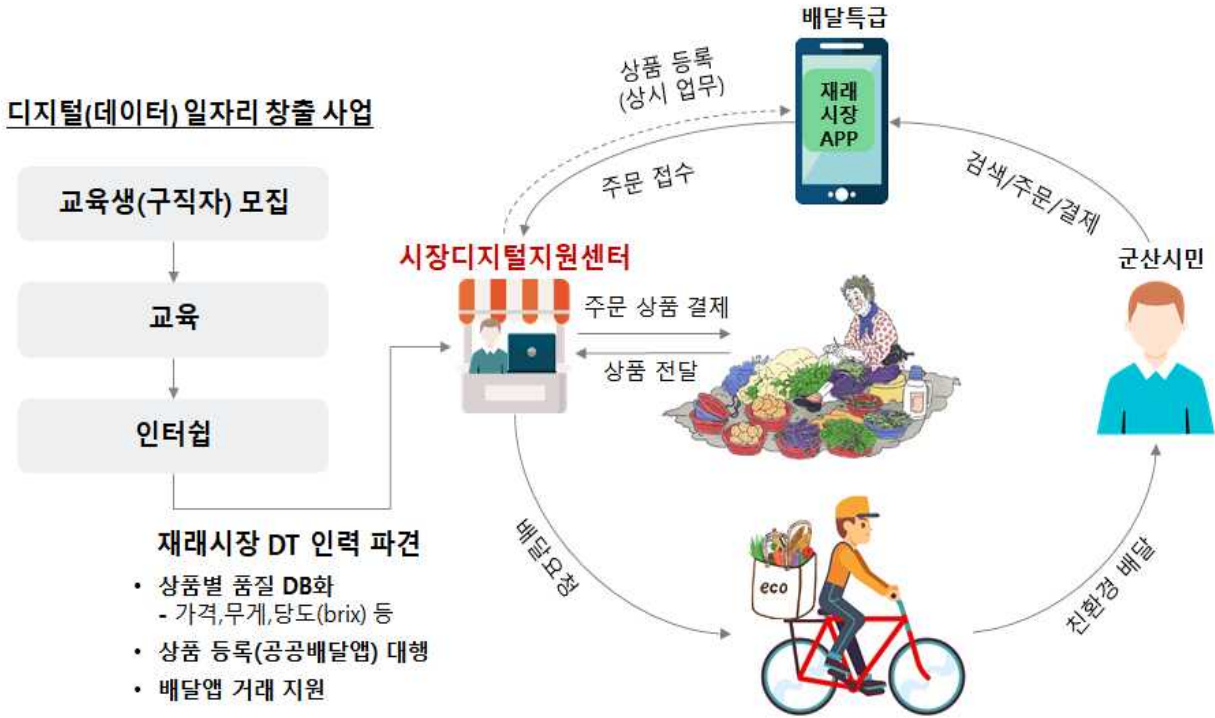 배달특급
재래
시장
APP
상품 등록
(상시 업무)
주문 접수
검색/주문/결제
디지털(데이터) 일자리 창출 사업
교육생(구직자) 모집
교육
인터쉽
시장디지털지원센터
군산시민
주문 상품 결제
상품 전달
배달요청
eco
친환경 배달
재래시장 DT 인력 파견
• 상품별 품질 DB화
- 가격,무게,당도(brix) 등
• 상품 등록(공공배달앱) 대행
• 배달앱 거래 지원